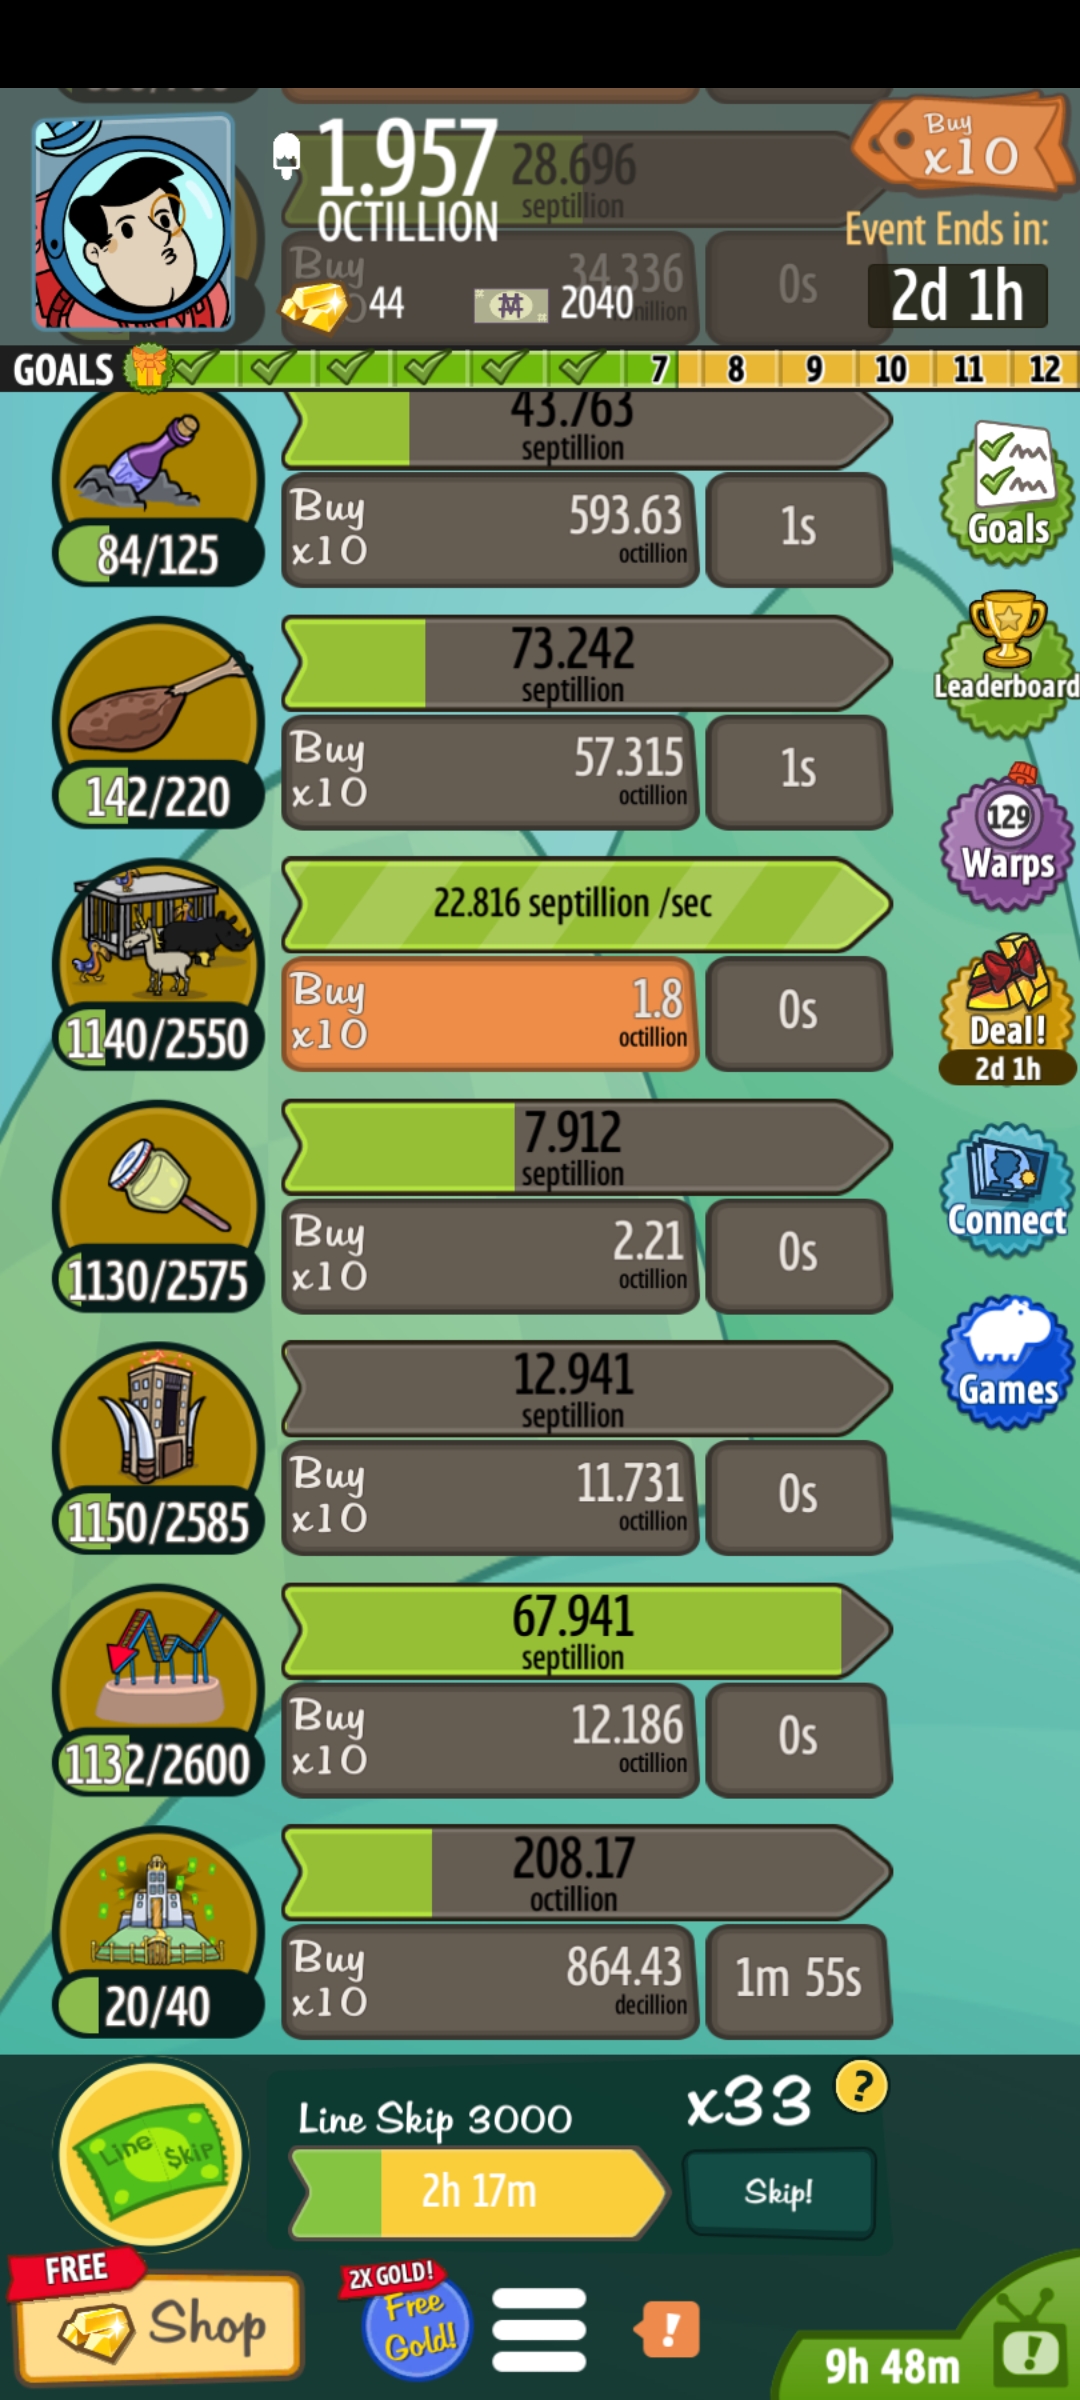 1.957
OCTILLION
28.696
septillion
Buy
x10
Event Ends in:
2d 1h
Buy
34.336
0s
44
2040
GOALS 7 8 9 10 11 12
43.763
septillion
Buy
x10
593.63
octillion
1s
84/125
Goals
73.242
septillion
Buy
x10
57.315
octillion
1s
142/220
Leaderboard
129
Warps
22.816 septillion /sec
Buy
x10
1.8
octillion
0s
1140/2550
Deal!
2d 1h
7.912
septillion
Buy
x10
2.21
octillion
0s
1130/2575
Connect
12.941
septillion
Buy
x10
11.731
octillion
0s
1150/2585
Games
67.941
septillion
Buy
x10
12.186
octillion
0s
1132/2600
208.17
octillion
Buy
x10
864.43
decillion
1m 55s
20/40
Line $kip
Line Skip 3000
x33
?
2h 17m
Skip!
FREE
Shop
2X GOLD!
Free
Gold!
!
9h 48m
!